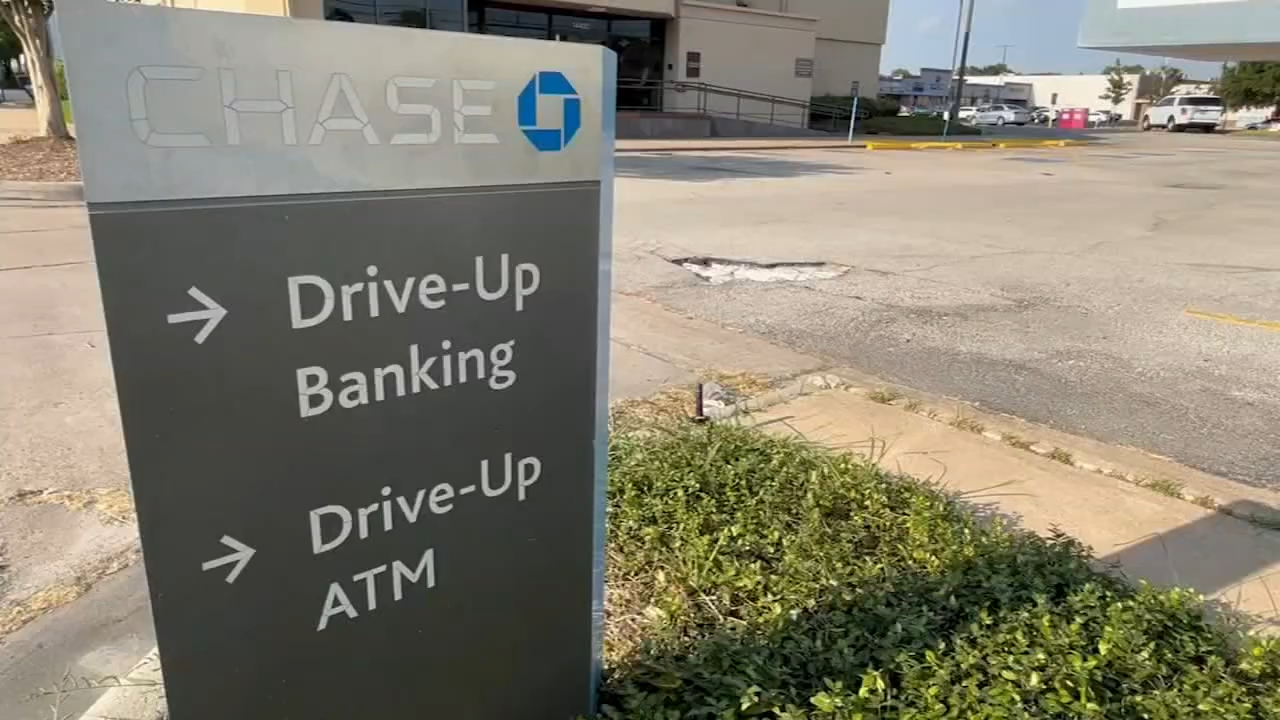 CHASE
→ Drive-Up
Banking
→ Drive-Up
ATM